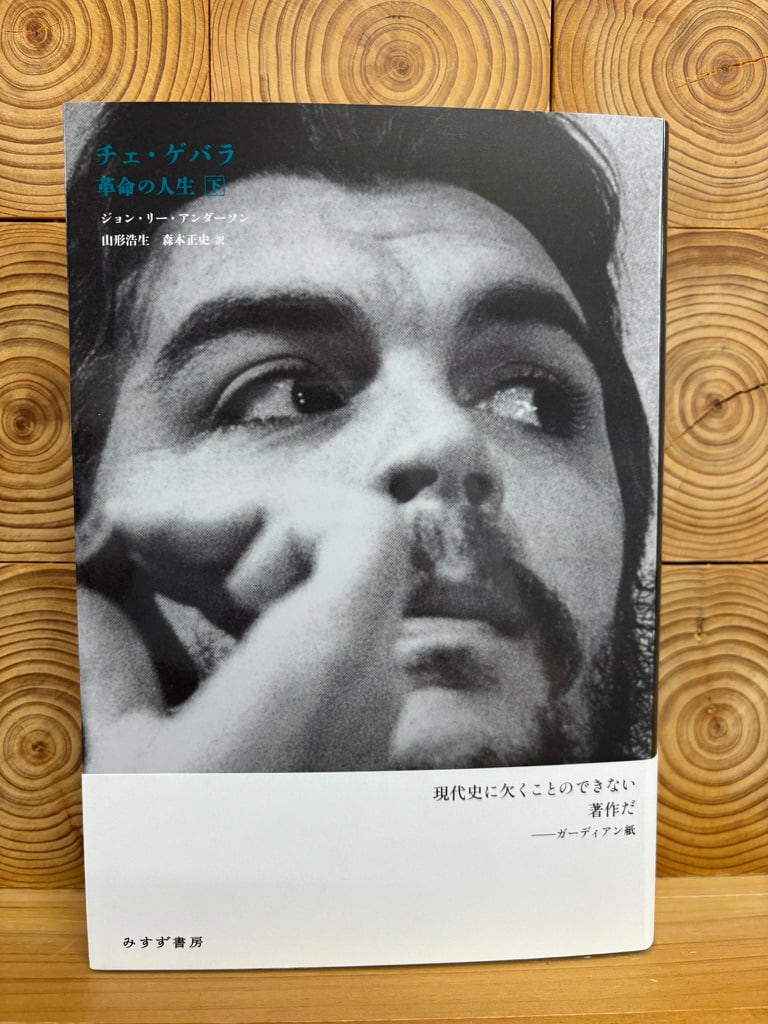 チェ・ゲバラ
革命の人生 下
ジョン・リー・アンダーソン
山形浩生 森本正史 訳
現代史に欠くことのできない
著作だ
──ガーディアン紙
みすず書房